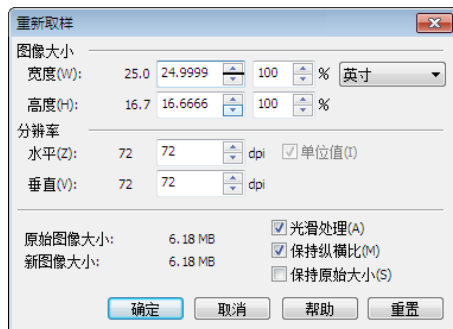 重新取样
图像大小
宽度(W): 25.0 24.9999 100 % 英寸
高度(H): 16.7 16.6666 100 %
分辨率
水平(Z): 72 72 dpi 单位值(I)
垂直(V): 72 72 dpi
原始图像大小: 6.18 MB 光滑处理(A)
新图像大小: 6.18 MB 保持纵横比(M)
保持原始大小(S)
确定 取消 帮助 重置